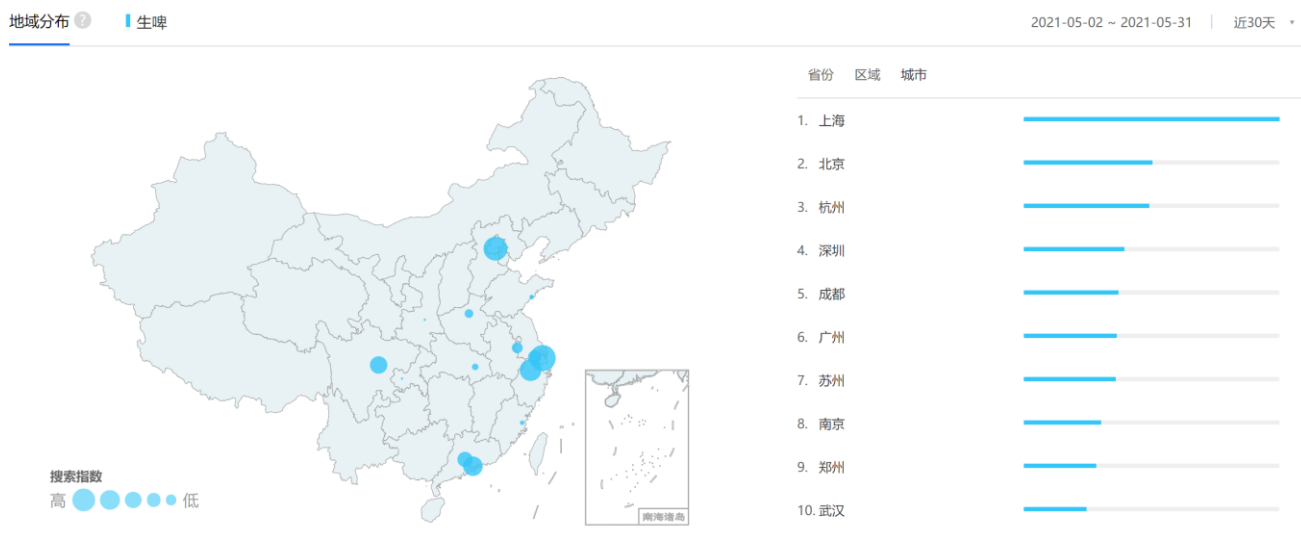 地域分布 ? 生啤 2021-05-02 ~ 2021-05-31 近30天
省份 区域 城市
1. 上海
2. 北京
3. 杭州
4. 深圳
5. 成都
6. 广州
7. 苏州
8. 南京
9. 郑州
10. 武汉
搜索指数
高 低
南海诸岛